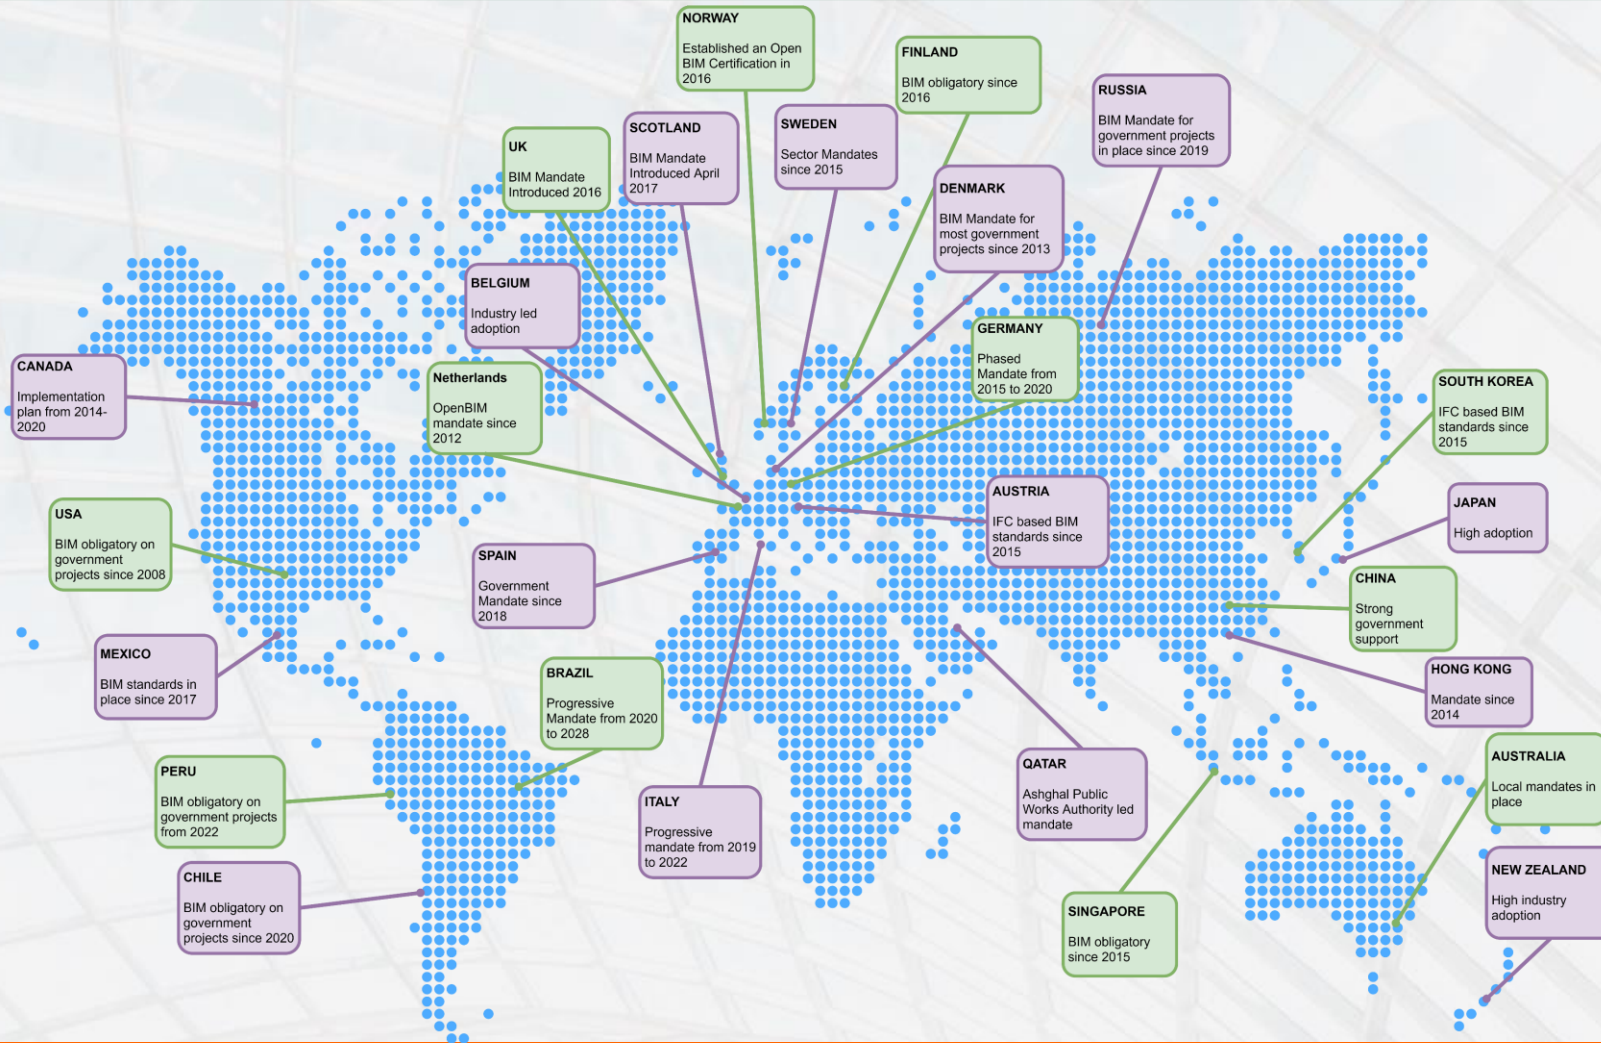 NORWAY
Established an Open
BIM Certification in
2016
FINLAND
BIM obligatory since
2016
RUSSIA
BIM Mandate for
government projects
in place since 2019
SCOTLAND
BIM Mandate
Introduced April
2017
SWEDEN
Sector Mandates
since 2015
UK
BIM Mandate
Introduced 2016
DENMARK
BIM Mandate for
most government
projects since 2013
BELGIUM
Industry led
adoption
GERMANY
Phased
Mandate from
2015 to 2020
CANADA
Implementation
plan from 2014-
2020
Netherlands
OpenBIM
mandate since
2012
SOUTH KOREA
IFC based BIM
standards since
2015
USA
BIM obligatory on
government
projects since 2008
AUSTRIA
IFC based BIM
standards since
2015
JAPAN
High adoption
SPAIN
Government
Mandate since
2018
CHINA
Strong
government
support
MEXICO
BIM standards in
place since 2017
BRAZIL
Progressive
Mandate from 2020
to 2028
HONG KONG
Mandate since
2014
PERU
BIM obligatory on
government projects
from 2022
ITALY
Progressive
mandate from 2019
to 2022
QATAR
Ashghal Public
Works Authority led
mandate
AUSTRALIA
Local mandates in
place
CHILE
BIM obligatory on
government
projects since 2020
SINGAPORE
BIM obligatory
since 2015
NEW ZEALAND
High industry
adoption